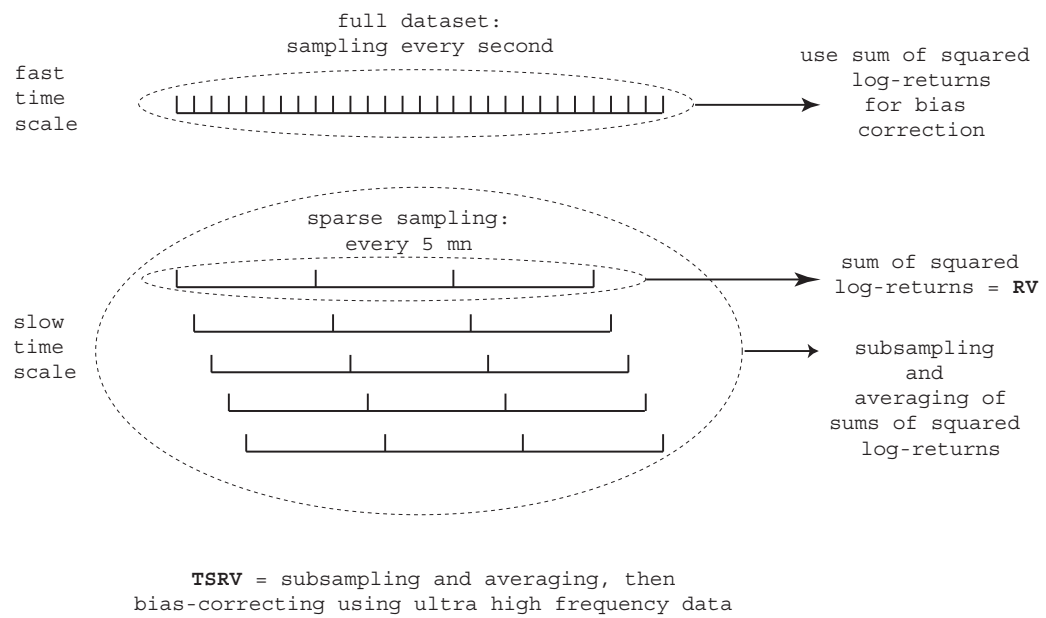 full dataset:
sampling every second
fast
time
scale
use sum of squared
log-returns
for bias
correction
sparse sampling:
every 5 mn
sum of squared
log-returns = RV
slow
time
scale
subsampling
and
averaging of
sums of squared
log-returns
TSRV = subsampling and averaging, then
bias-correcting using ultra high frequency data